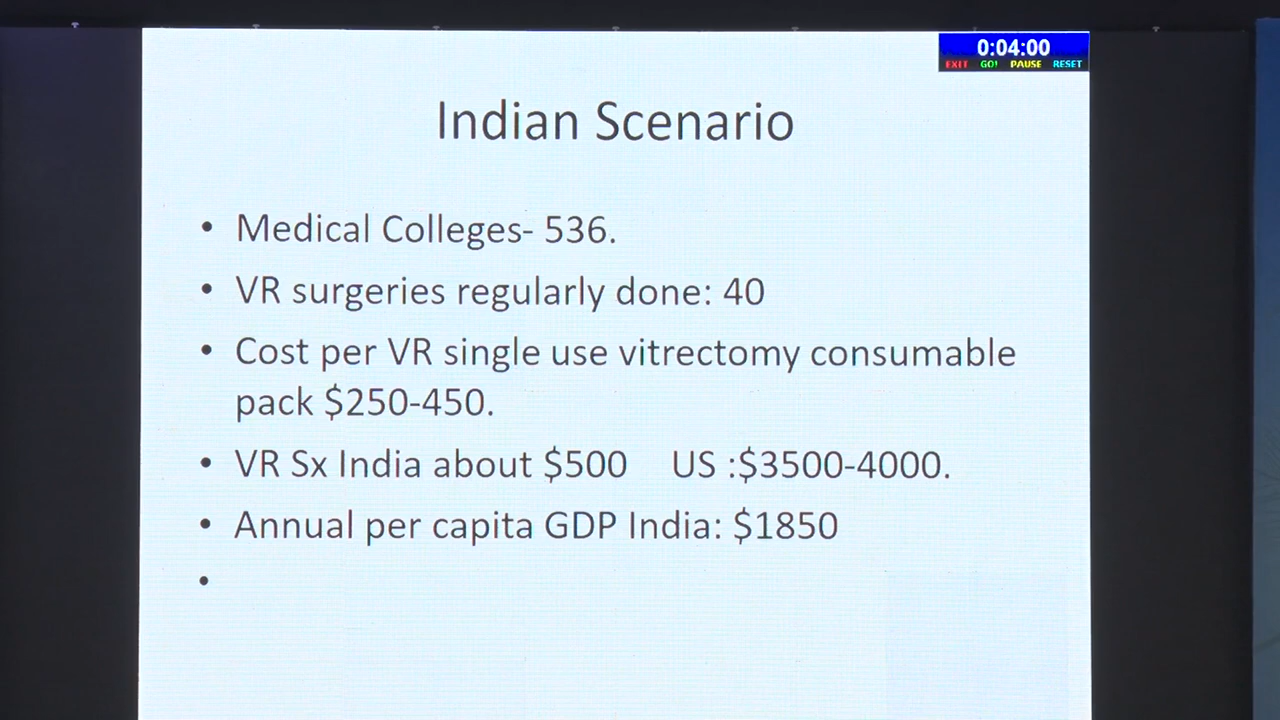 0:04:00
EXIT GO! PAUSE RESET
Indian Scenario
• Medical Colleges- 536.
• VR surgeries regularly done: 40
• Cost per VR single use vitrectomy consumable
pack $250-450.
• VR Sx India about $500 US :$3500-4000.
• Annual per capita GDP India: $1850
•